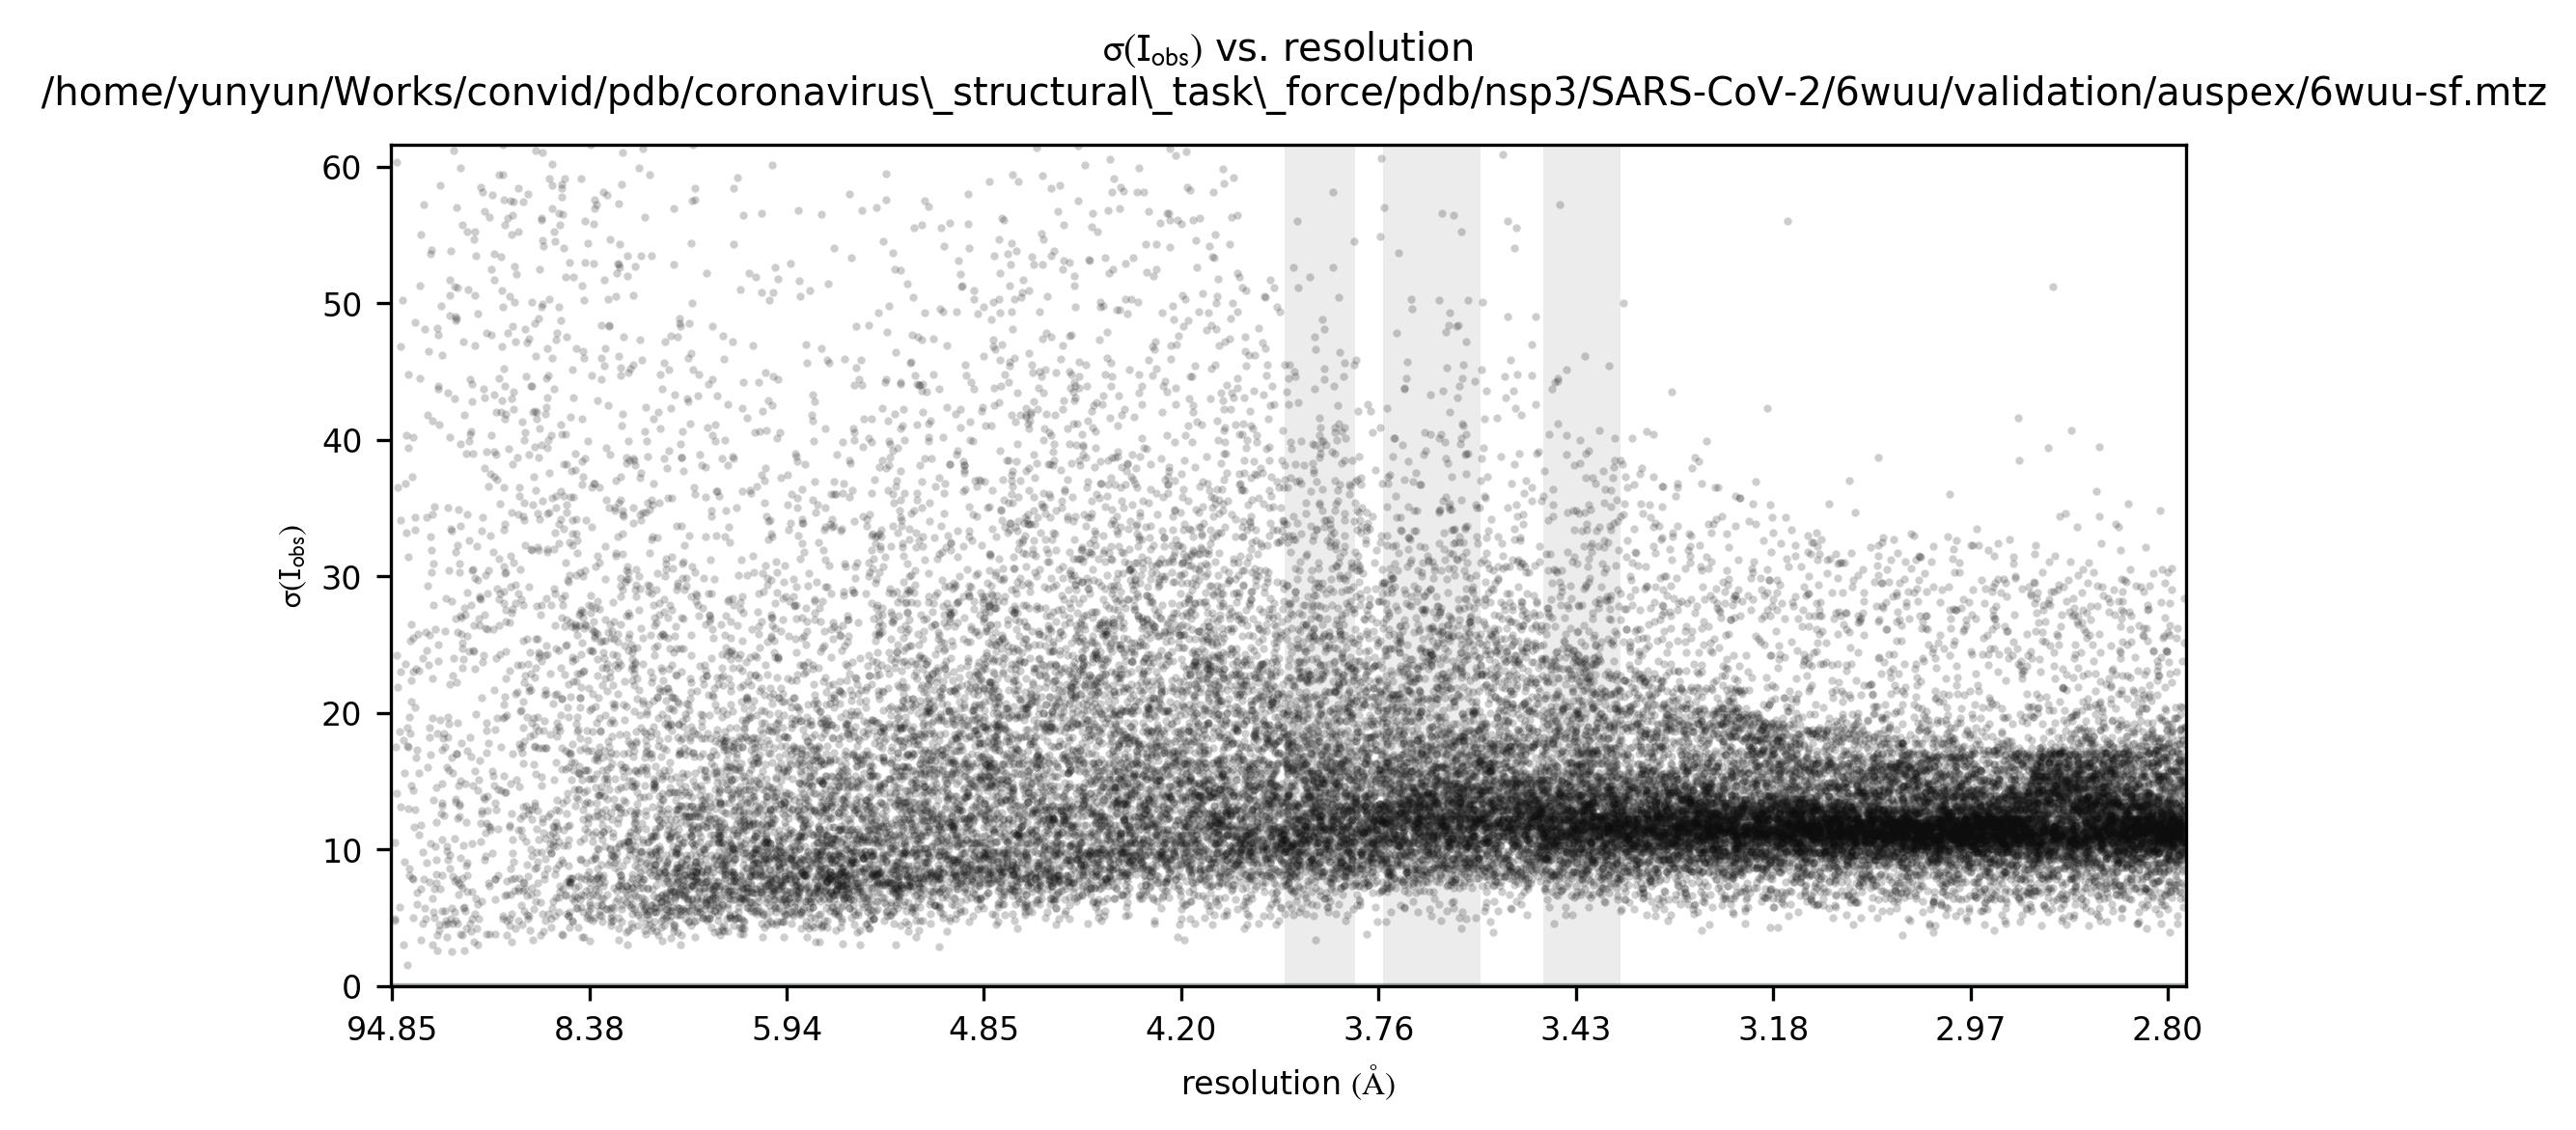 σ(Iobs) vs. resolution
/home/yunyun/Works/convid/pdb/coronavirus\_structural\_task\_force/pdb/nsp3/SARS-CoV-2/6wuu/validation/auspex/6wuu-sf.mtz
60
50
40
30
20
10
0
σ(Iobs)
94.85 8.38 5.94 4.85 4.20 3.76 3.43 3.18 2.97 2.80
resolution (Å)